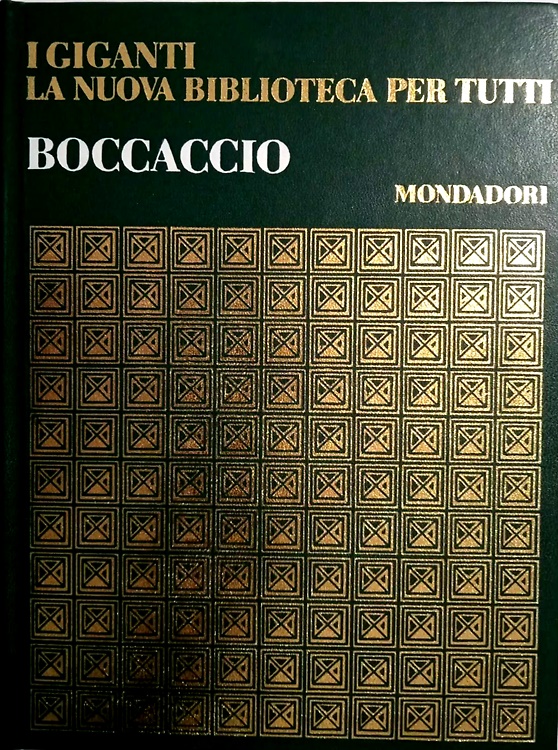 I GIGANTI
LA NUOVA BIBLIOTECA PER TUTTI
BOCCACCIO
MONDADORI